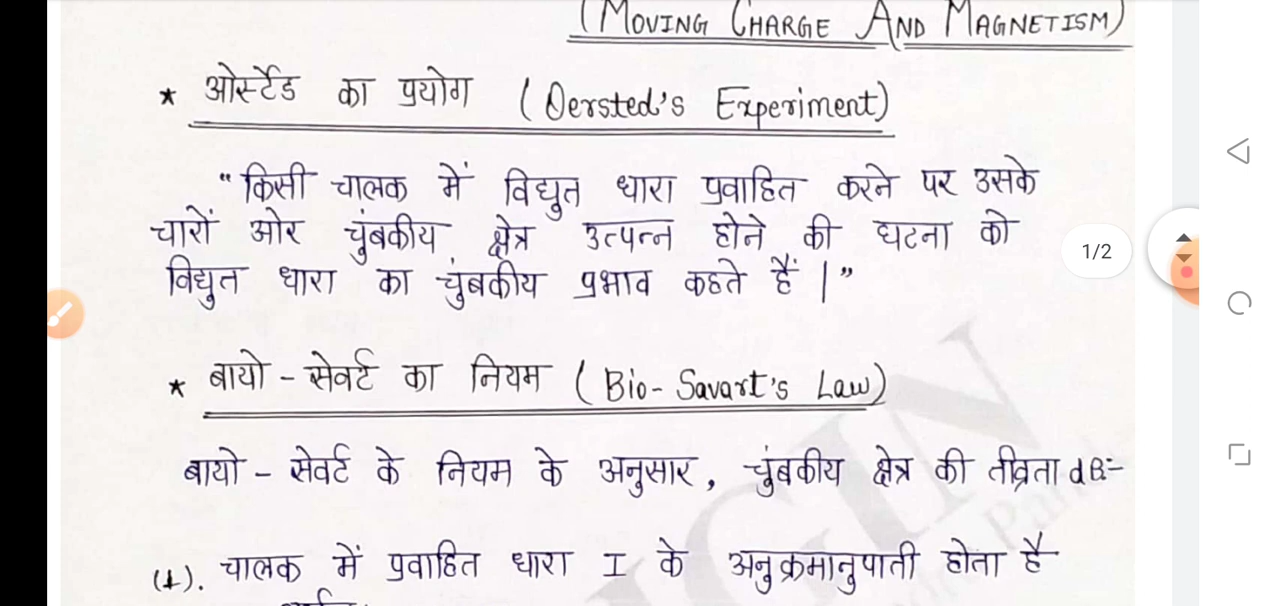 (MOVING CHARGE AND MAGNETISM)
* ओर्स्टेड का प्रयोग (Oersted's Experiment)
"किसी चालक में विद्युत धारा प्रवाहित करने पर उसके
चारों ओर चुंबकीय क्षेत्र उत्पन्न होने की घटना को
विद्युत धारा का चुंबकीय प्रभाव कहते हैं |"
1/2
* बायो - सेवर्ट का नियम (Bio-Savart's Law)
बायो - सेवर्ट के नियम के अनुसार, चुंबकीय क्षेत्र की तीव्रता dB:-
(1). चालक में प्रवाहित धारा I के अनुक्रमानुपाती होता है